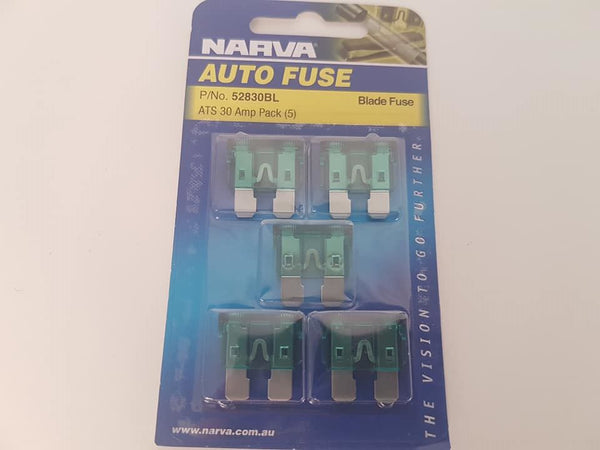 NARVA
AUTO FUSE
P/No. 52830BL
Blade Fuse
ATS 30 Amp Pack (5)
THE VISION TO GO FURTHER.
www.narva.com.au